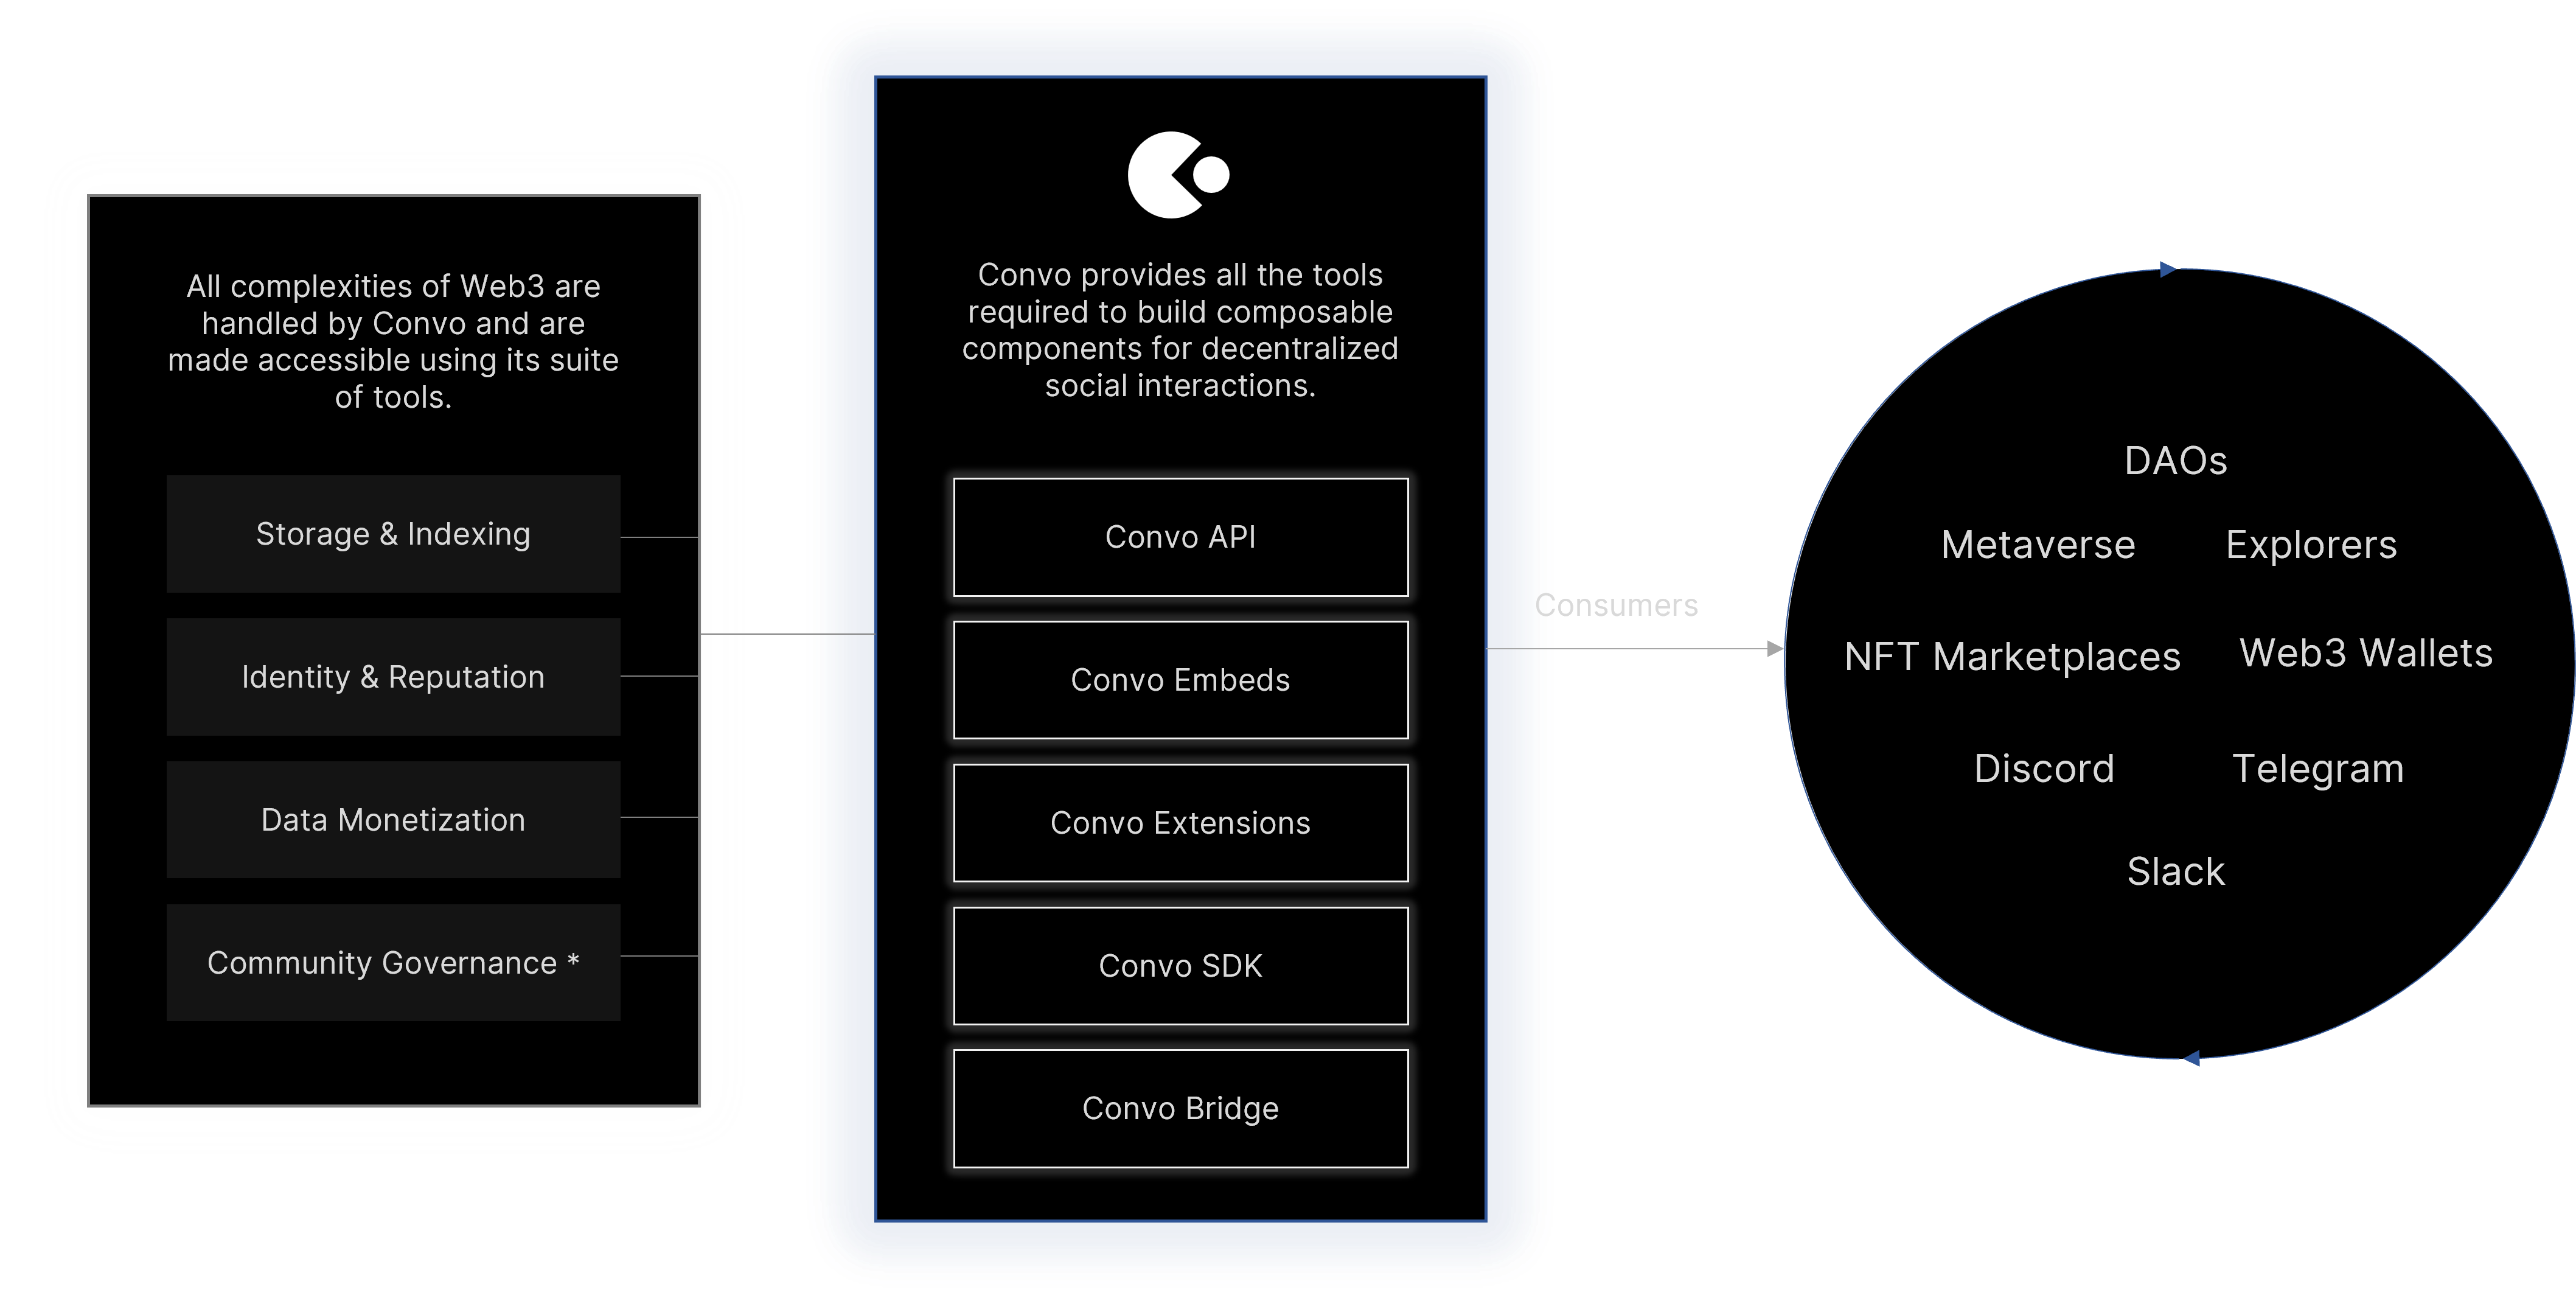 All complexities of Web3 are
handled by Convo and are
made accessible using its suite
of tools.
Storage & Indexing
Identity & Reputation
Data Monetization
Community Governance *
Convo provides all the tools
required to build composable
components for decentralized
social interactions.
Convo API
Convo Embeds
Convo Extensions
Convo SDK
Convo Bridge
Consumers
DAOs
Metaverse Explorers
NFT Marketplaces Web3 Wallets
Discord Telegram
Slack